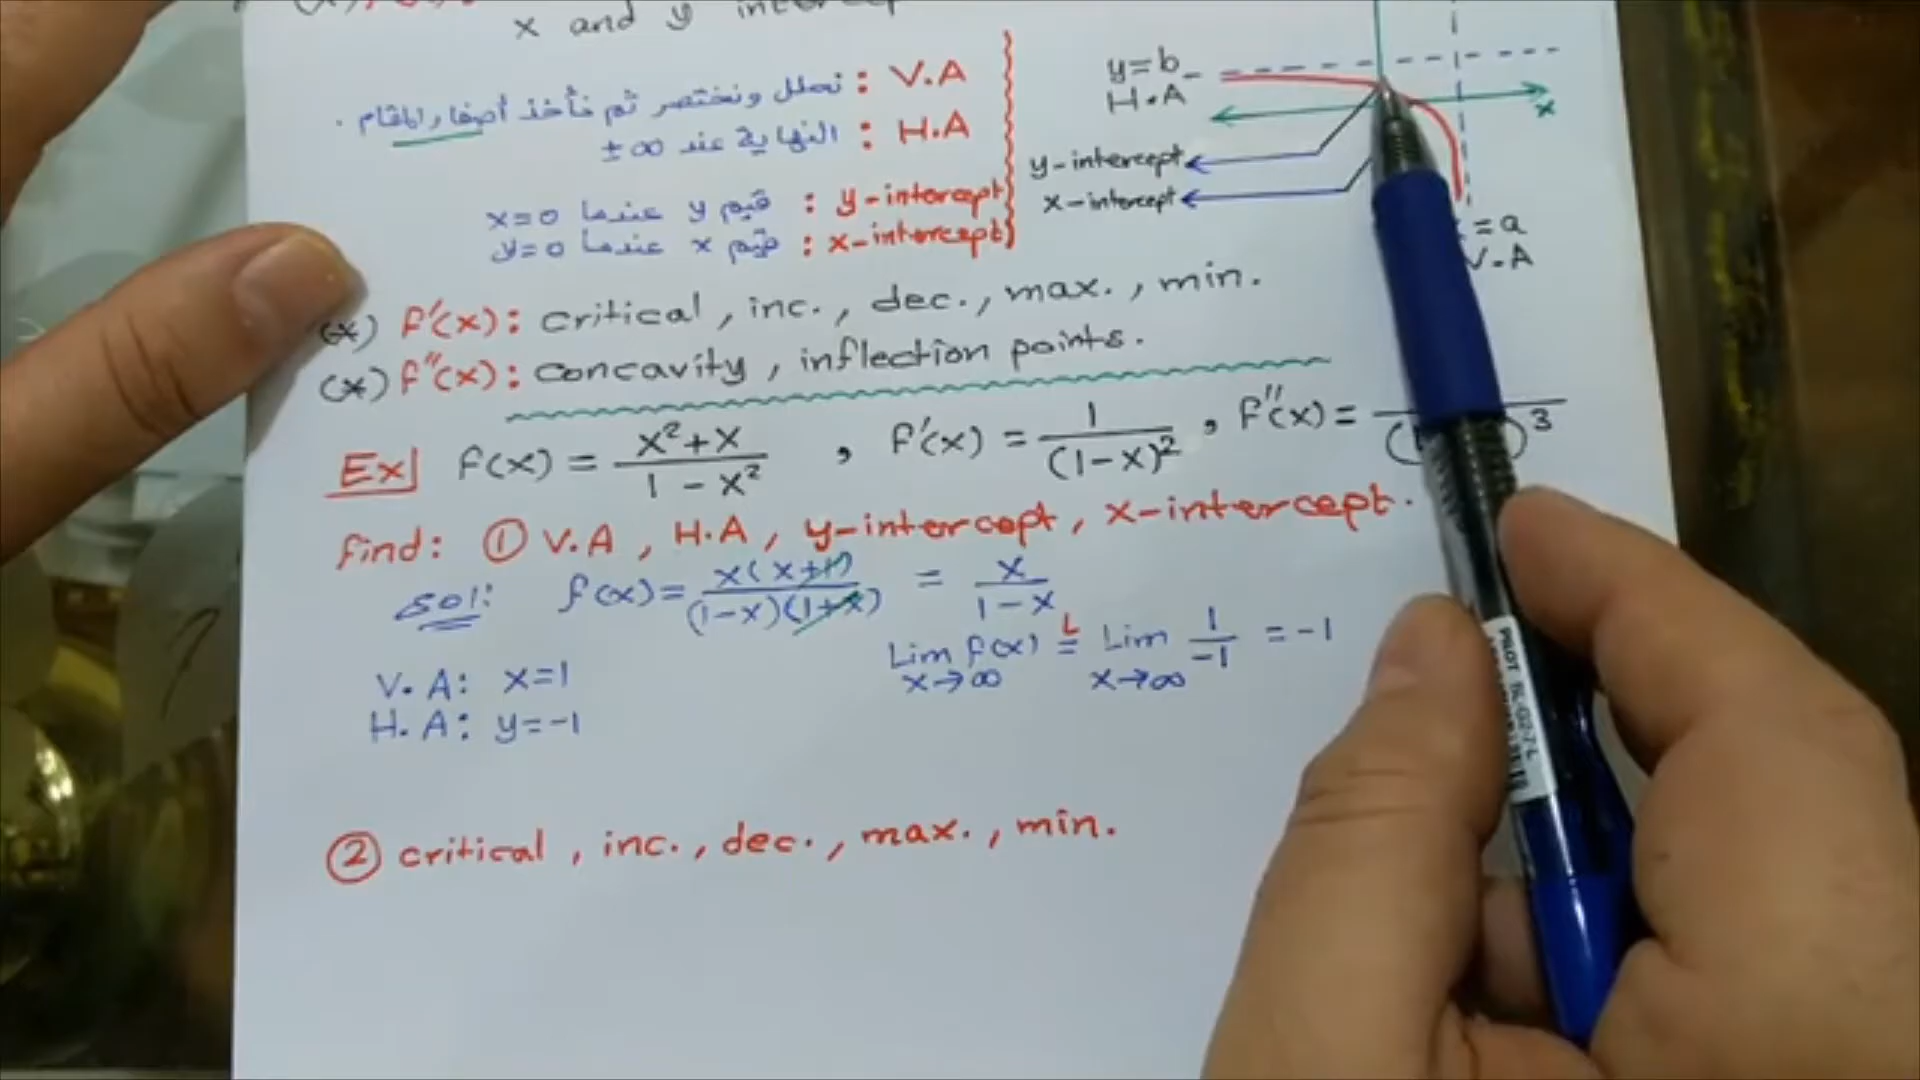 x and y
V.A : نحلل ونختصر ثم نأخذ أصفار المقام .
H.A : النهاية عند ±∞
y-intercept : قيم y عندما x=0
x-intercept : قيم x عندما y=0
y=b
H.A
x
y-intercept
x-intercept
=a
V.A
(*) f'(x): critical , inc. , dec. , max. , min.
(*) f''(x): concavity , inflection points.
Ex] f(x) = (x²+x)/(1-x²) , f'(x) = 1/(1-x)² , f''(x) =
find: ① V.A , H.A , y-intercept , x-intercept.
sol: f(x) = x(x+1)/((1-x)(1+x)) = x/(1-x)
Lim x→∞ f(x) =ᴸ Lim x→∞ 1/-1 = -1
V.A: x=1
H.A: y=-1
② critical , inc. , dec. , max. , min.
PILOT